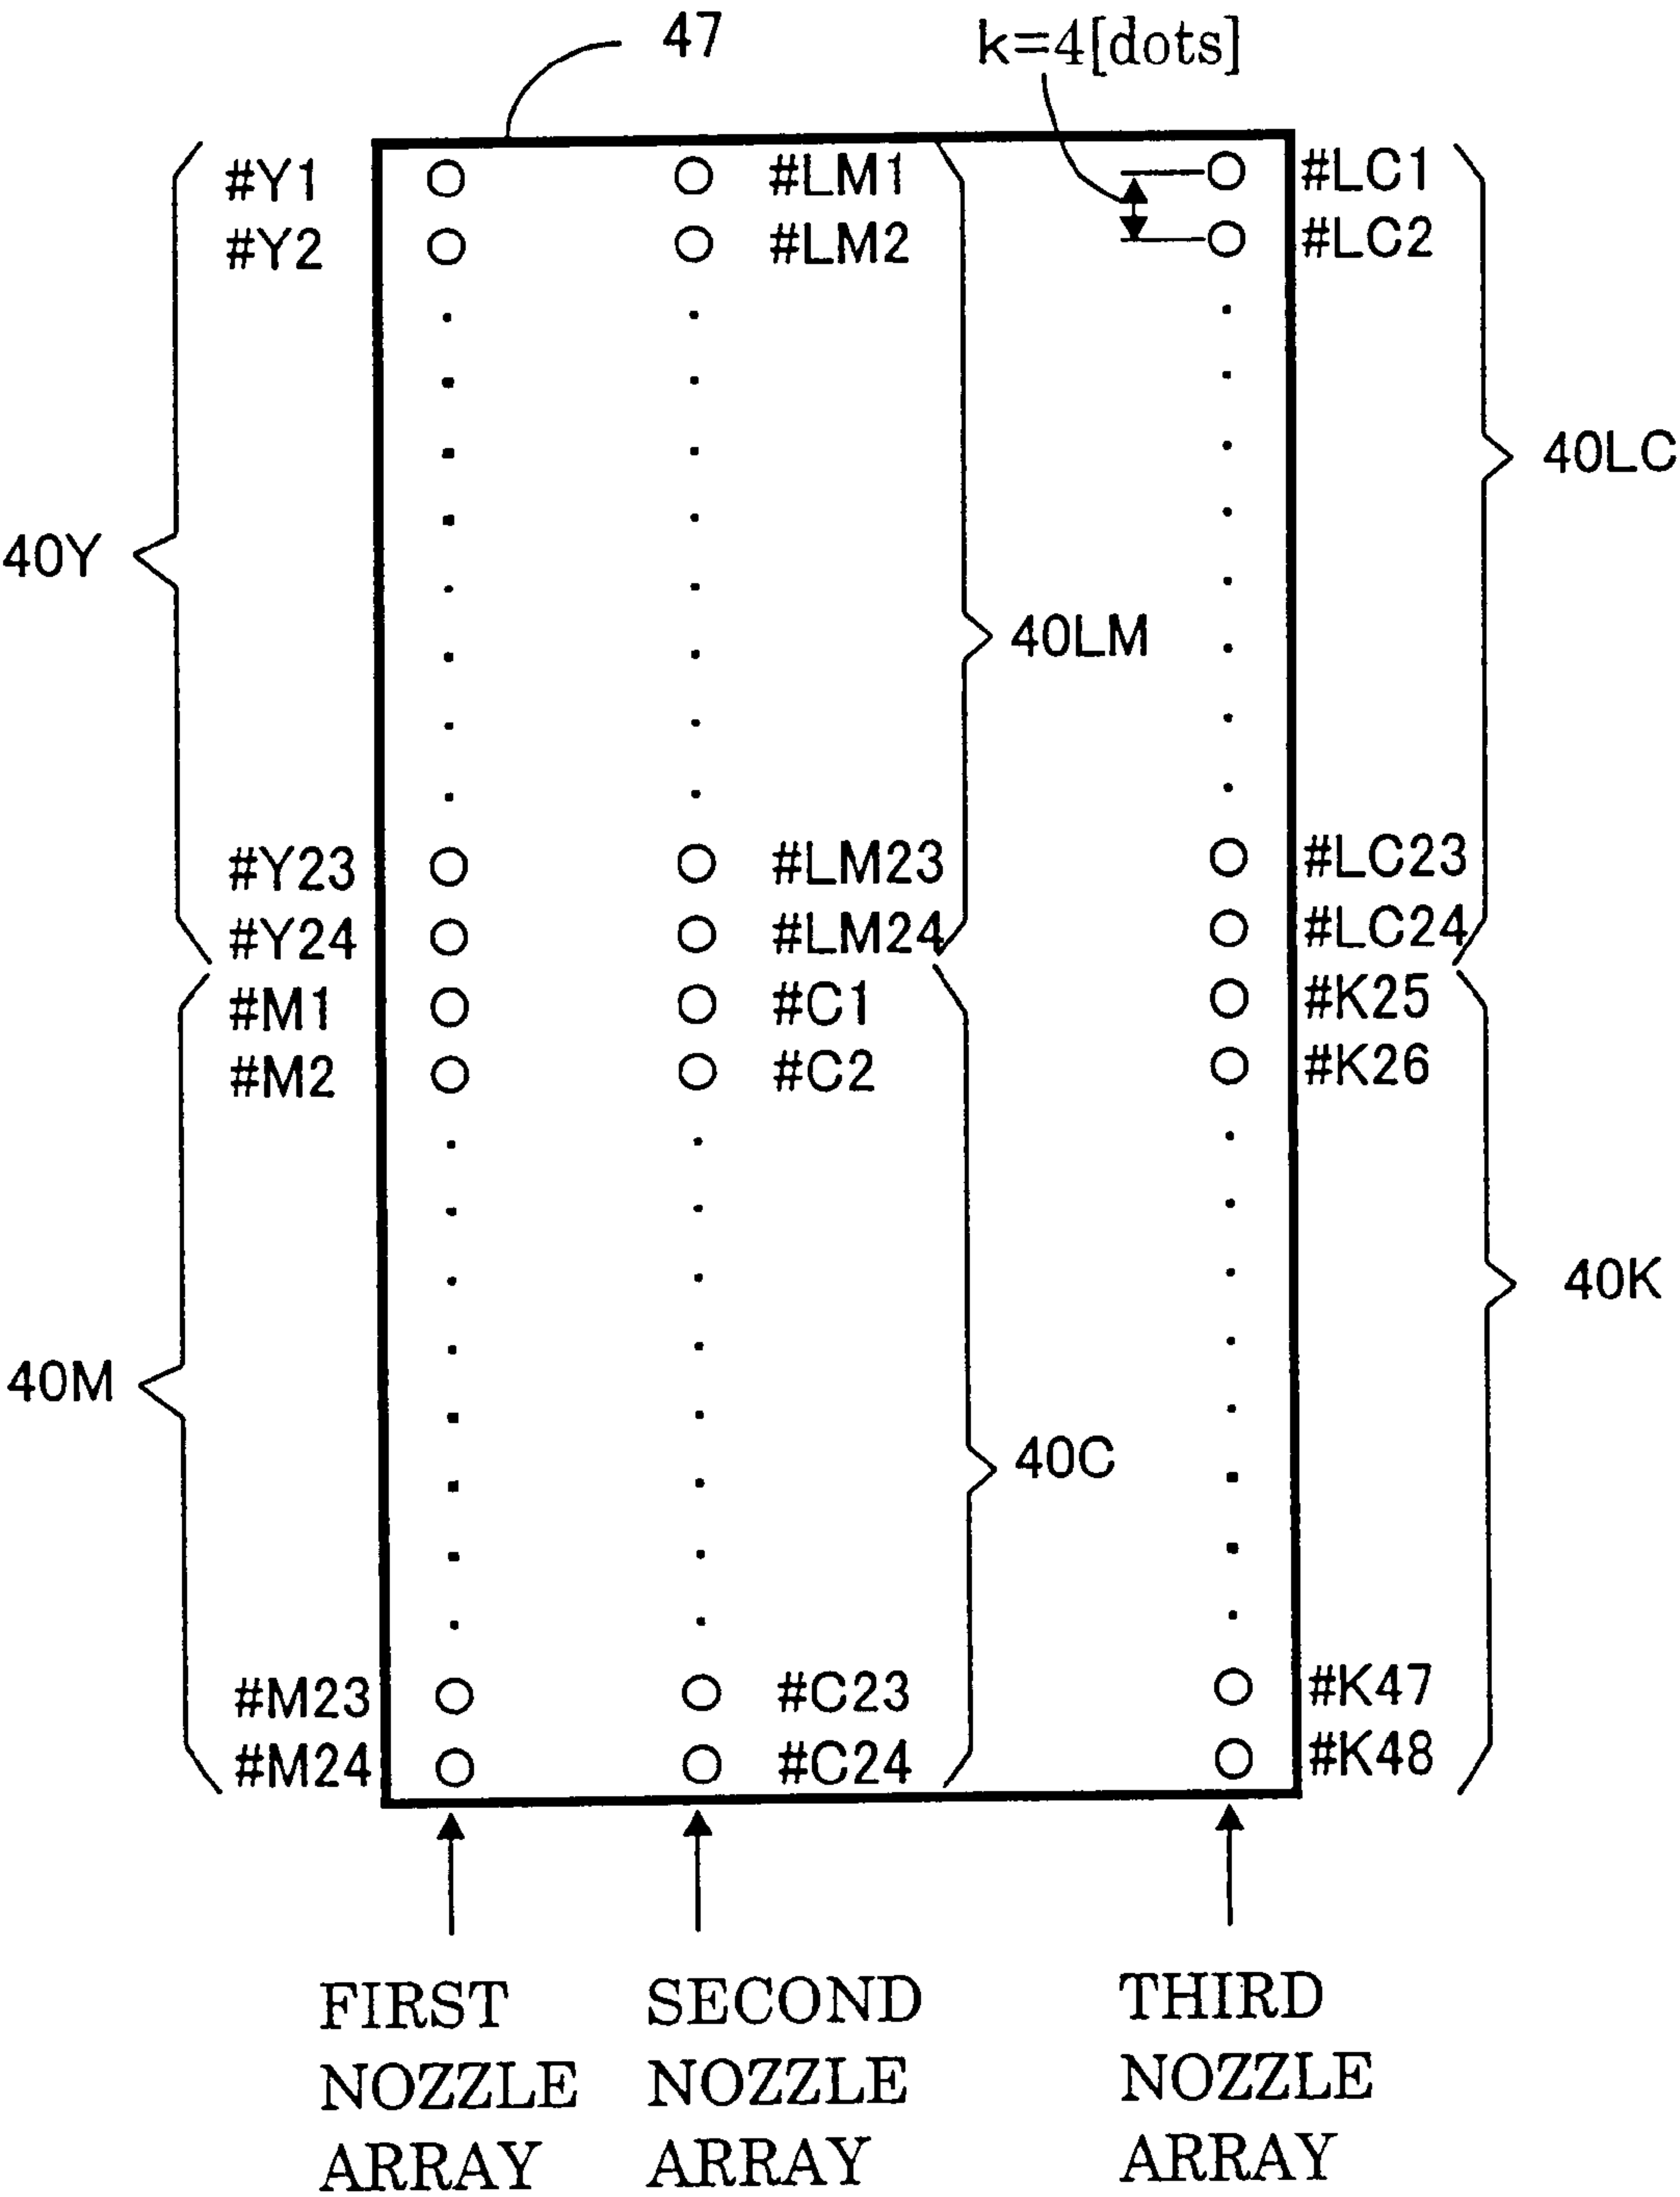 47
k=4[dots]
#Y1 #LM1 #LC1
#Y2 #LM2 #LC2
40LC
40Y
40LM
#Y23 #LM23 #LC23
#Y24 #LM24 #LC24
#M1 #C1 #K25
#M2 #C2 #K26
40K
40M
40C
#M23 #C23 #K47
#M24 #C24 #K48
FIRST SECOND THIRD
NOZZLE NOZZLE NOZZLE
ARRAY ARRAY ARRAY